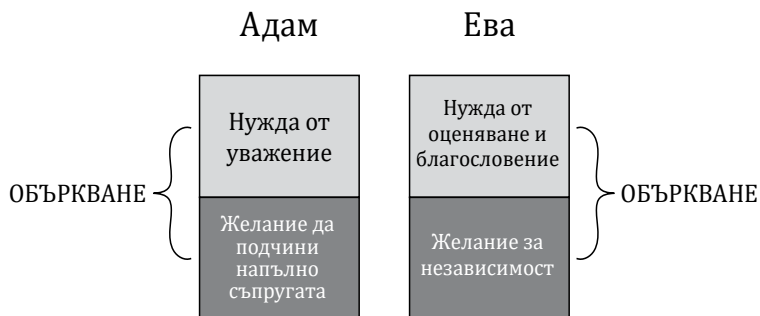 Адам
Ева
Нужда от
уважение
Нужда от
оценяване и
благословение
ОБЪРКВАНЕ
ОБЪРКВАНЕ
Желание да
подчини
напълно
съпругата
Желание за
независимост